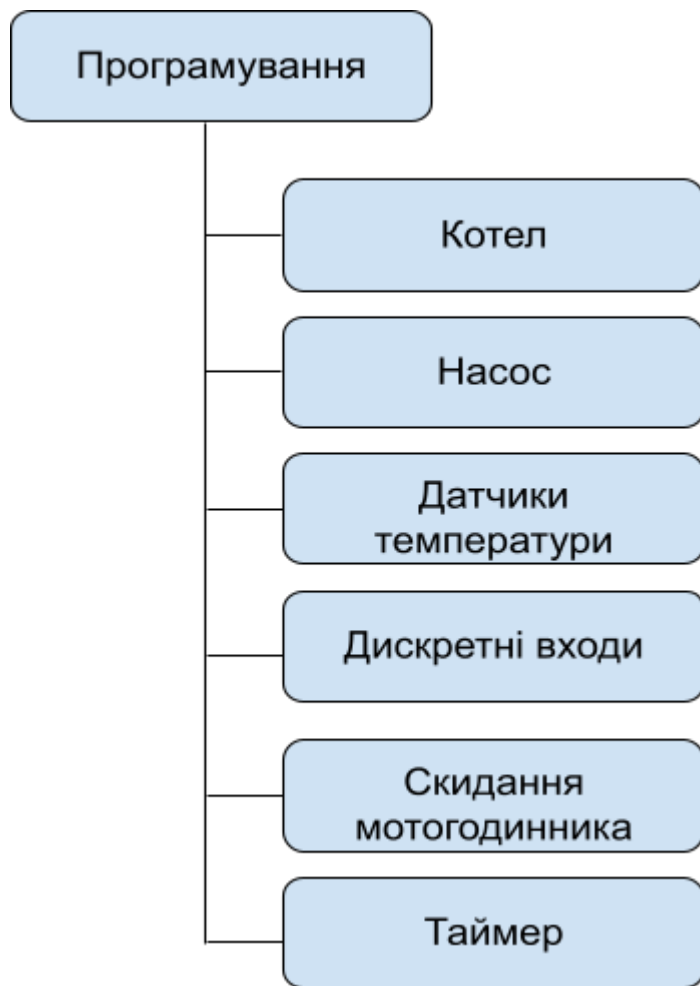 Програмування
Котел
Насос
Датчики
температури
Дискретні входи
Скидання
мотогодинника
Таймер